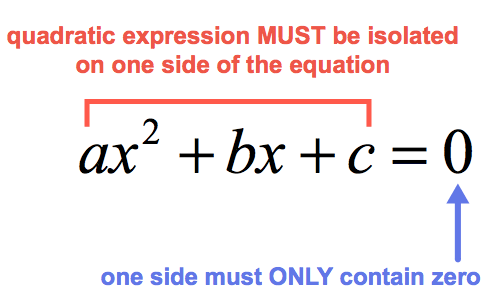 quadratic expression MUST be isolated
on one side of the equation
ax² + bx + c = 0
one side must ONLY contain zero